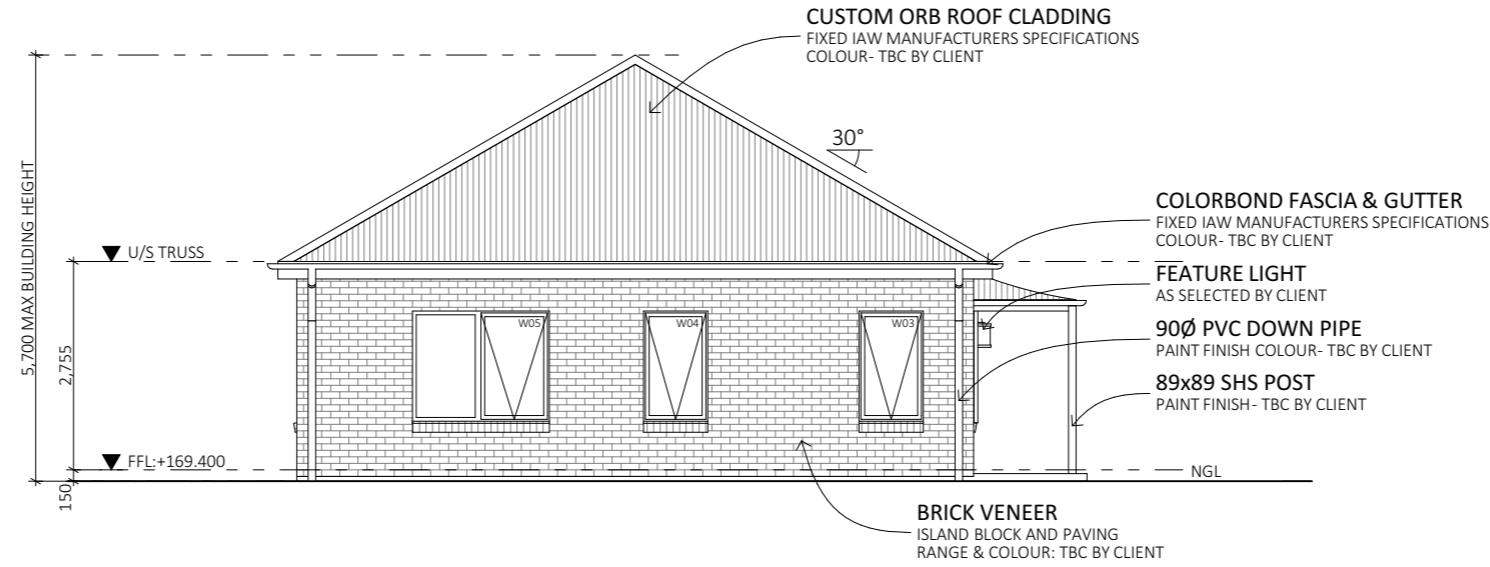 CUSTOM ORB ROOF CLADDING
FIXED IAW MANUFACTURERS SPECIFICATIONS
COLOUR- TBC BY CLIENT
30°
5,700 MAX BUILDING HEIGHT
COLORBOND FASCIA & GUTTER
FIXED IAW MANUFACTURERS SPECIFICATIONS
COLOUR- TBC BY CLIENT
U/S TRUSS
FEATURE LIGHT
AS SELECTED BY CLIENT
W05
W04
W03
90Ø PVC DOWN PIPE
PAINT FINISH COLOUR- TBC BY CLIENT
2,755
89x89 SHS POST
PAINT FINISH- TBC BY CLIENT
FFL:+169.400
NGL
150
BRICK VENEER
ISLAND BLOCK AND PAVING
RANGE & COLOUR: TBC BY CLIENT